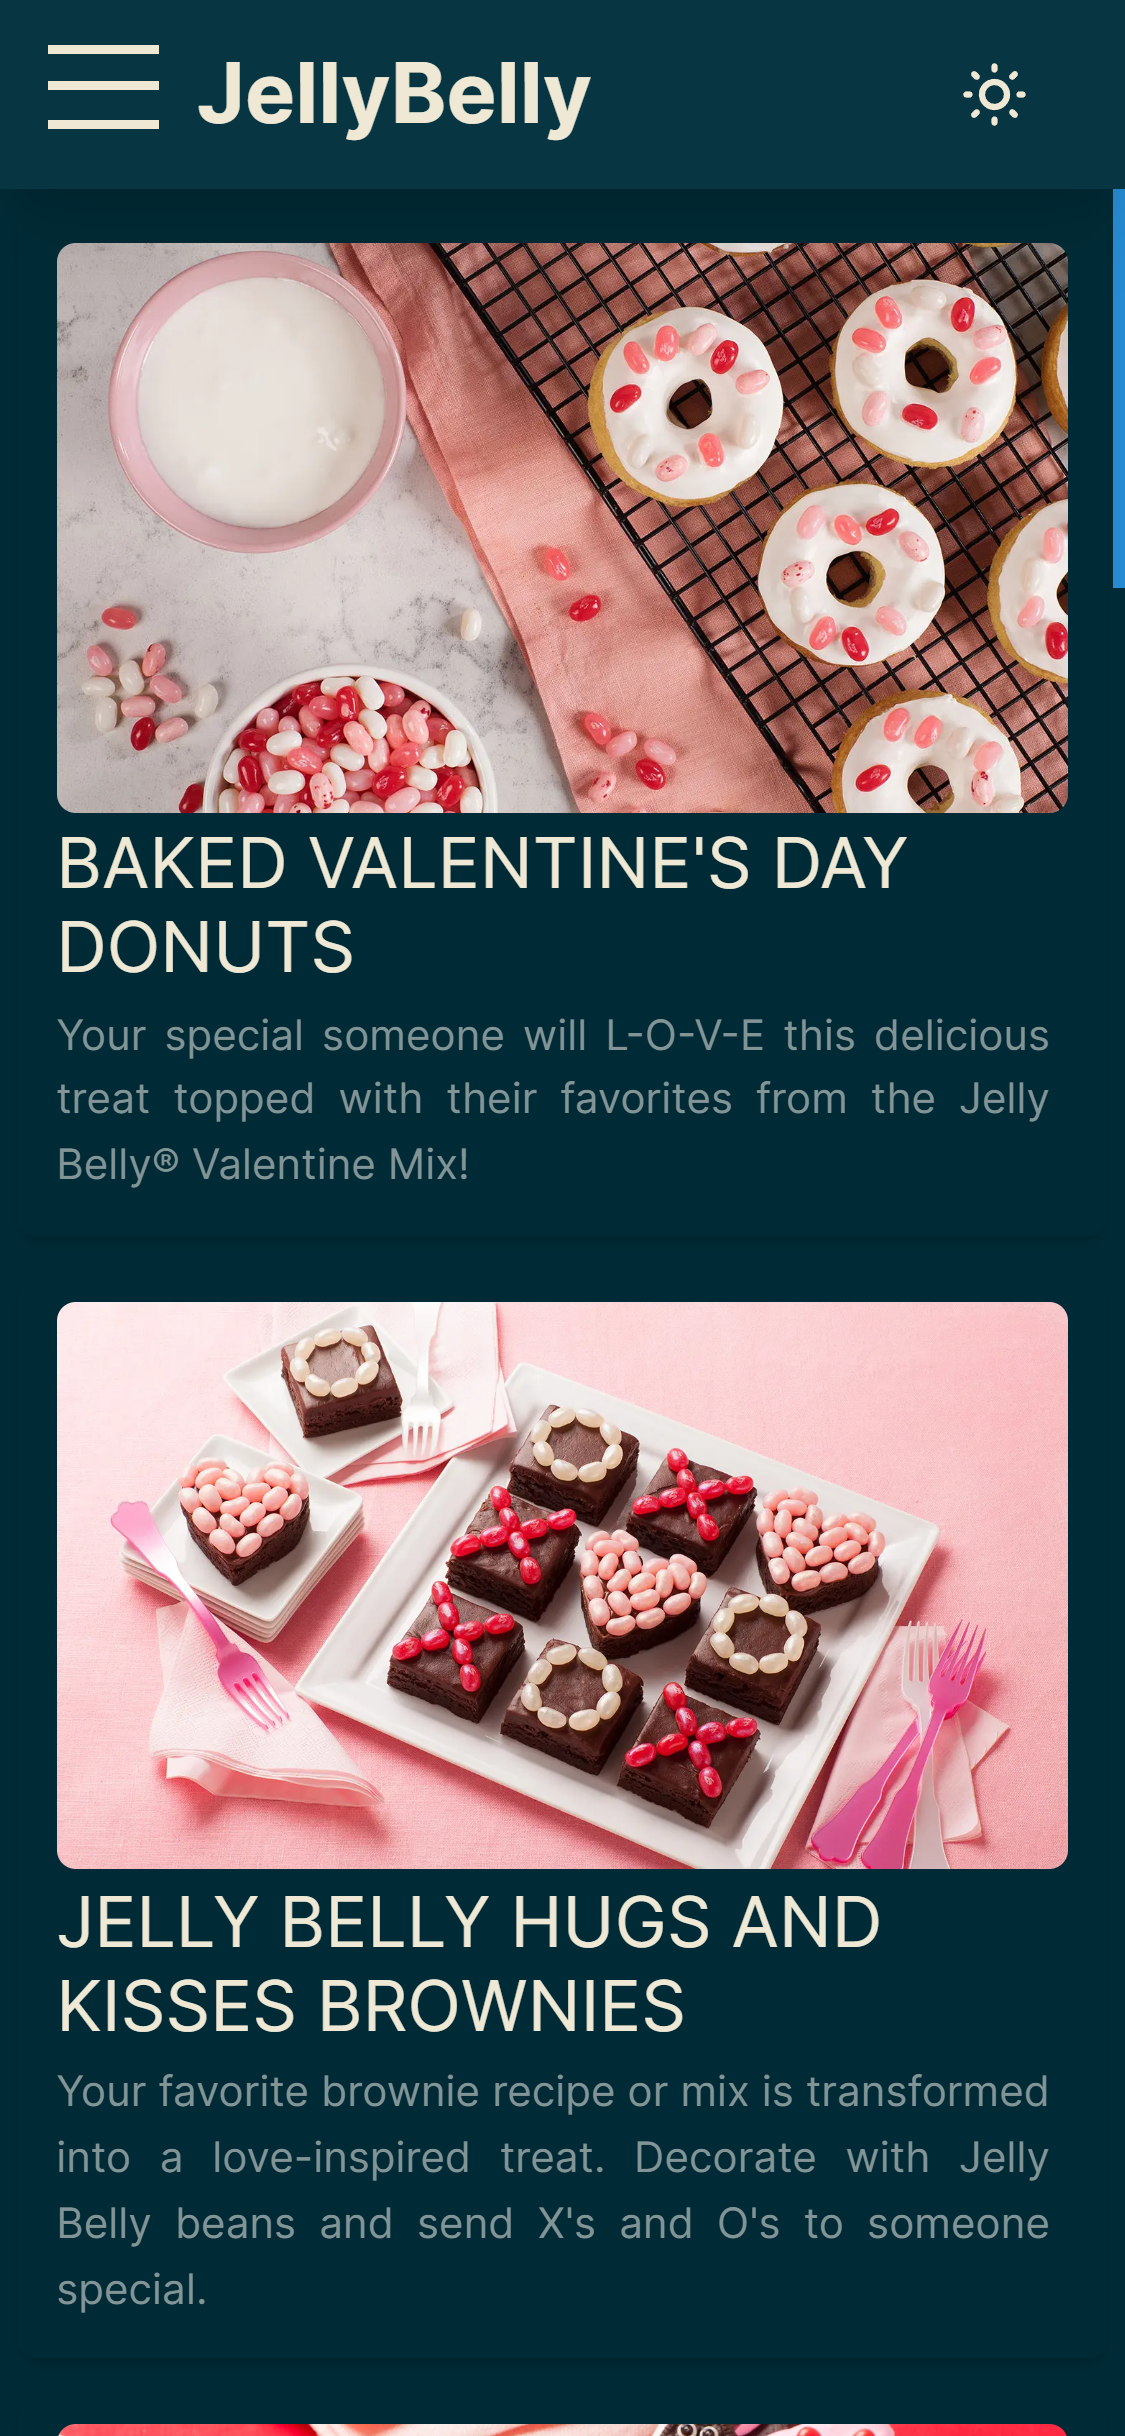 JellyBelly
BAKED VALENTINE'S DAY
DONUTS
Your special someone will L-O-V-E this delicious
treat topped with their favorites from the Jelly
Belly® Valentine Mix!
JELLY BELLY HUGS AND
KISSES BROWNIES
Your favorite brownie recipe or mix is transformed
into a love-inspired treat. Decorate with Jelly
Belly beans and send X's and O's to someone
special.